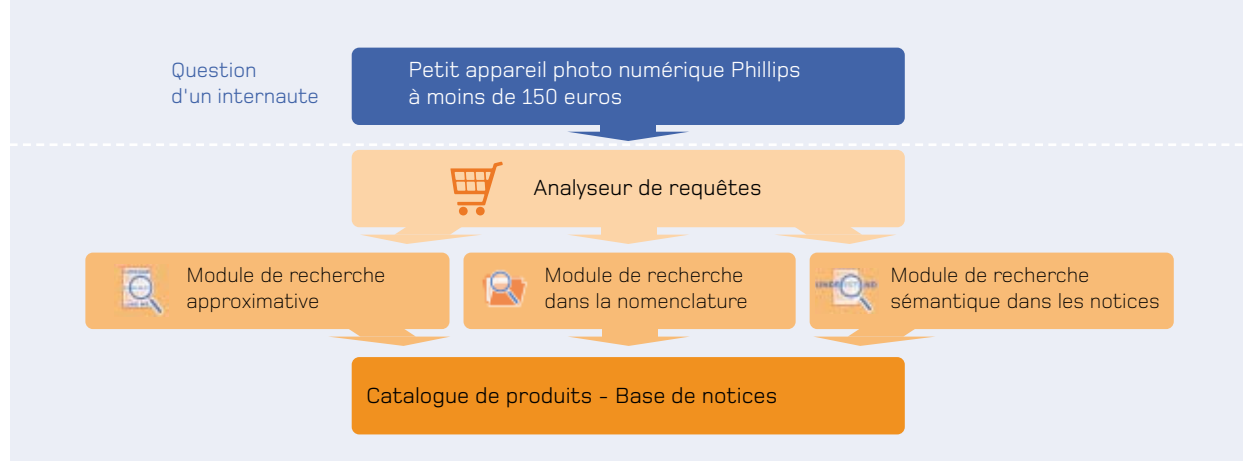 Question
d'un internaute
Petit appareil photo numérique Phillips
à moins de 150 euros
Analyseur de requêtes
Module de recherche
approximative
Module de recherche
dans la nomenclature
Module de recherche
sémantique dans les notices
Catalogue de produits - Base de notices